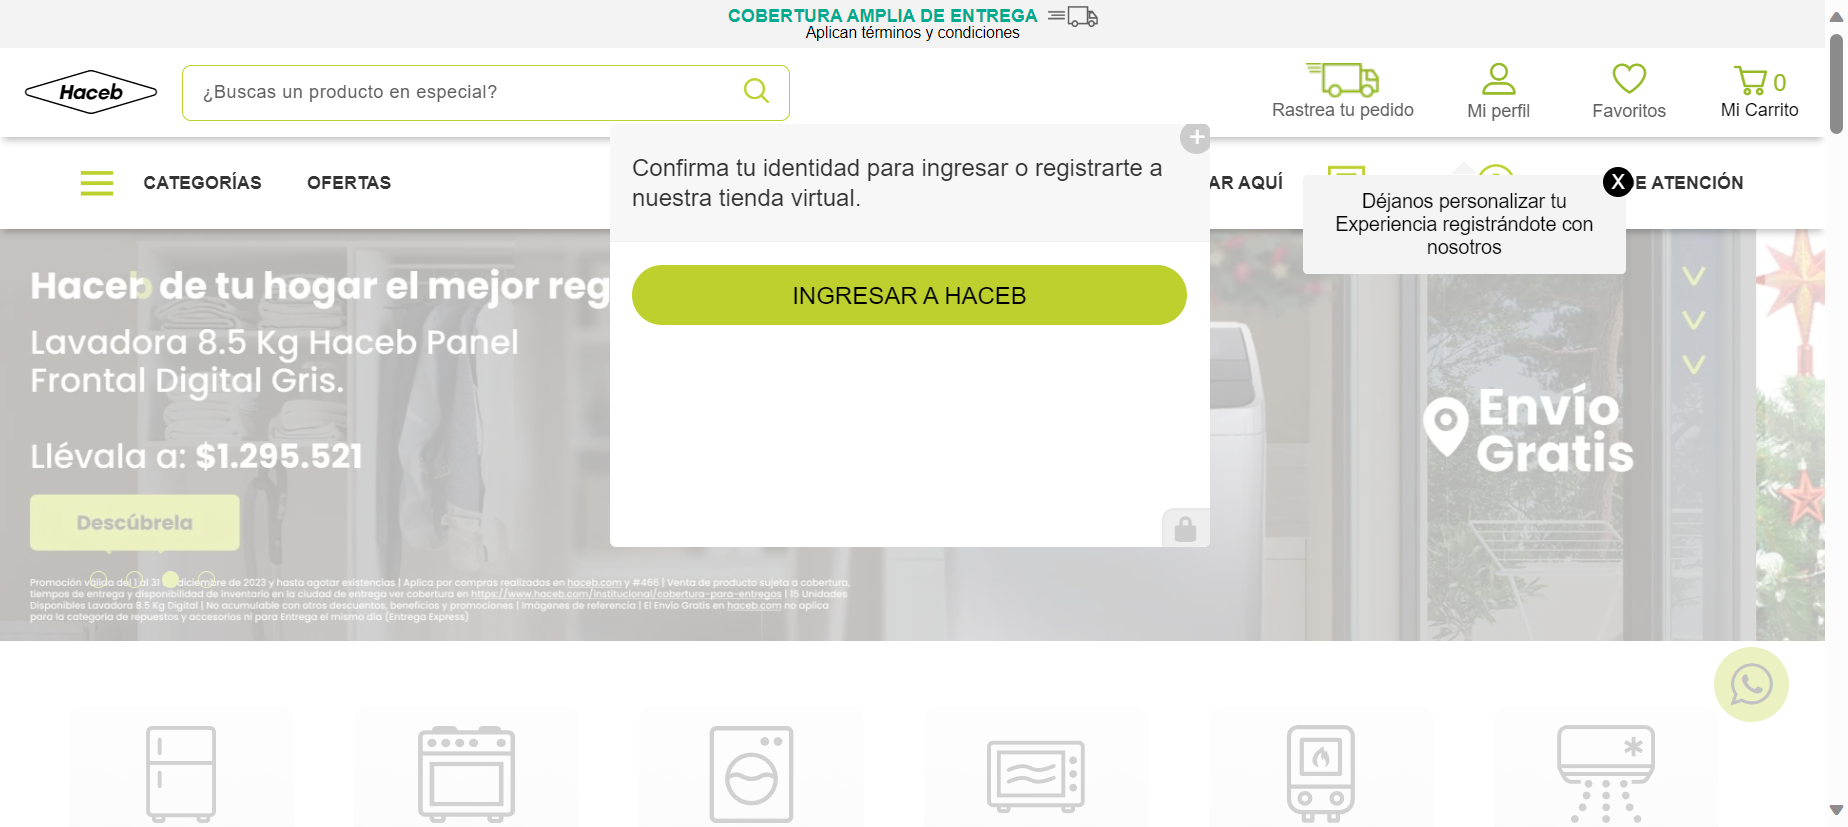 COBERTURA AMPLIA DE ENTREGA
Aplican términos y condiciones
Haceb
¿Buscas un producto en especial?
Rastrea tu pedido
Mi perfil
Favoritos
0
Mi Carrito
CATEGORÍAS
OFERTAS
AR AQUÍ
E ATENCIÓN
Confirma tu identidad para ingresar o registrarte a
nuestra tienda virtual.
INGRESAR A HACEB
X
Déjanos personalizar tu
Experiencia registrándote con
nosotros
Haceb de tu hogar el mejor reg
Lavadora 8.5 Kg Haceb Panel
Frontal Digital Gris.
Llévala a: $1.295.521
Descúbrela
Envío
Gratis
Promoción válida del 1 al 31 diciembre de 2023 y hasta agotar existencias | Aplica por compras realizadas en haceb.com y #466 | Venta de producto sujeta a cobertura,
tiempos de entrega y disponibilidad de inventario en la ciudad de entrega ver cobertura en https://www.haceb.com/institucional/cobertura-para-entregas | 15 Unidades
Disponibles Lavadora 8.5 Kg Digital | No acumulable con otros descuentos, beneficios y promociones | Imágenes de referencia | El Envío Gratis en haceb.com no aplica
para la categoría de repuestos y accesorios ni para Entrega el mismo día (Entrega Express)